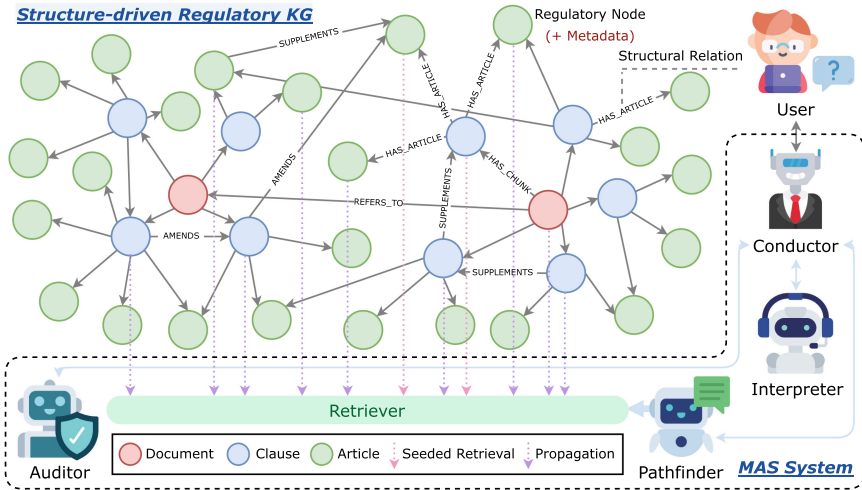 Structure-driven Regulatory KG
Regulatory Node
(+ Metadata)
SUPPLEMENTS
Structural Relation
User
HAS_ARTICLE
HAS_ARTICLE
HAS_ARTICLE
HAS_ARTICLE
AMENDS
HAS_CHUNK
SUPPLEMENTS
REFERS_TO
AMENDS
SUPPLEMENTS
Conductor
Interpreter
Retriever
Auditor
Document
Clause
Article
Seeded Retrieval
Propagation
Pathfinder
MAS System